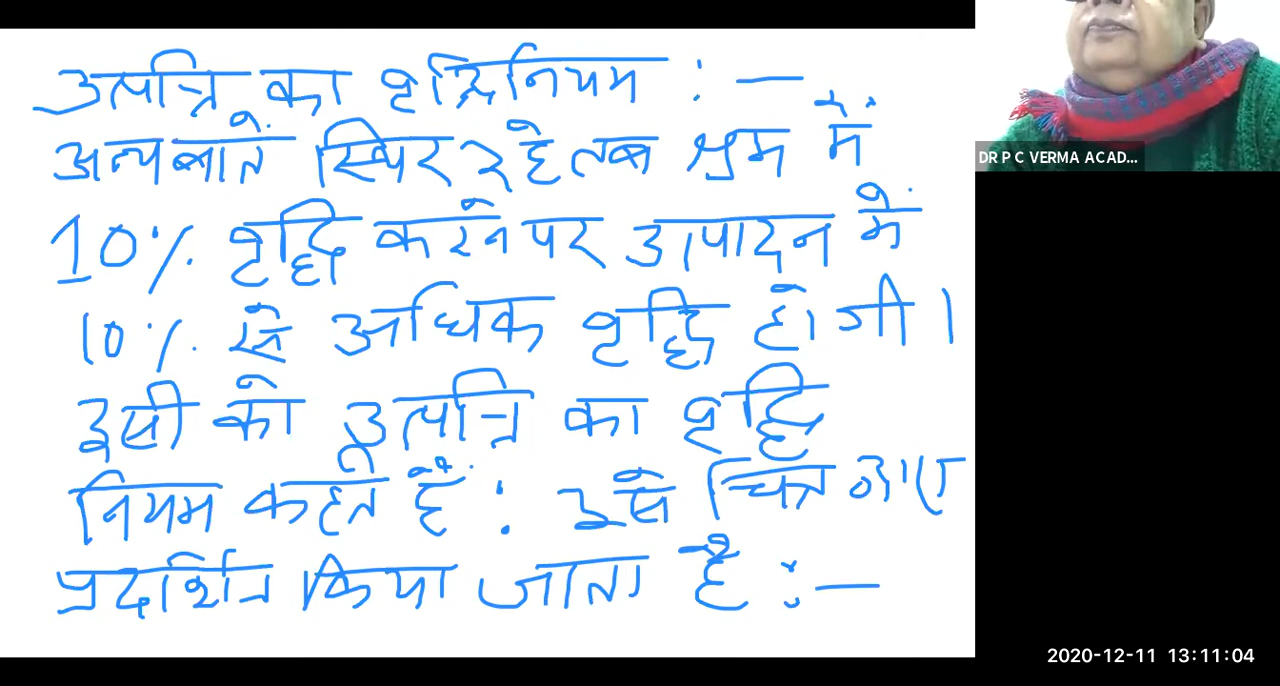 उत्पत्ति का वृद्धि नियम : —
अन्य बातें स्थिर रहे तब श्रम में
10% वृद्धि करने पर उत्पादन में
10% से अधिक वृद्धि होगी।
इसी को उत्पत्ति का वृद्धि
नियम कहते हैं : इसे चित्र द्वारा
प्रदर्शित किया जाता है :—
DR P C VERMA ACAD...
2020-12-11 13:11:04